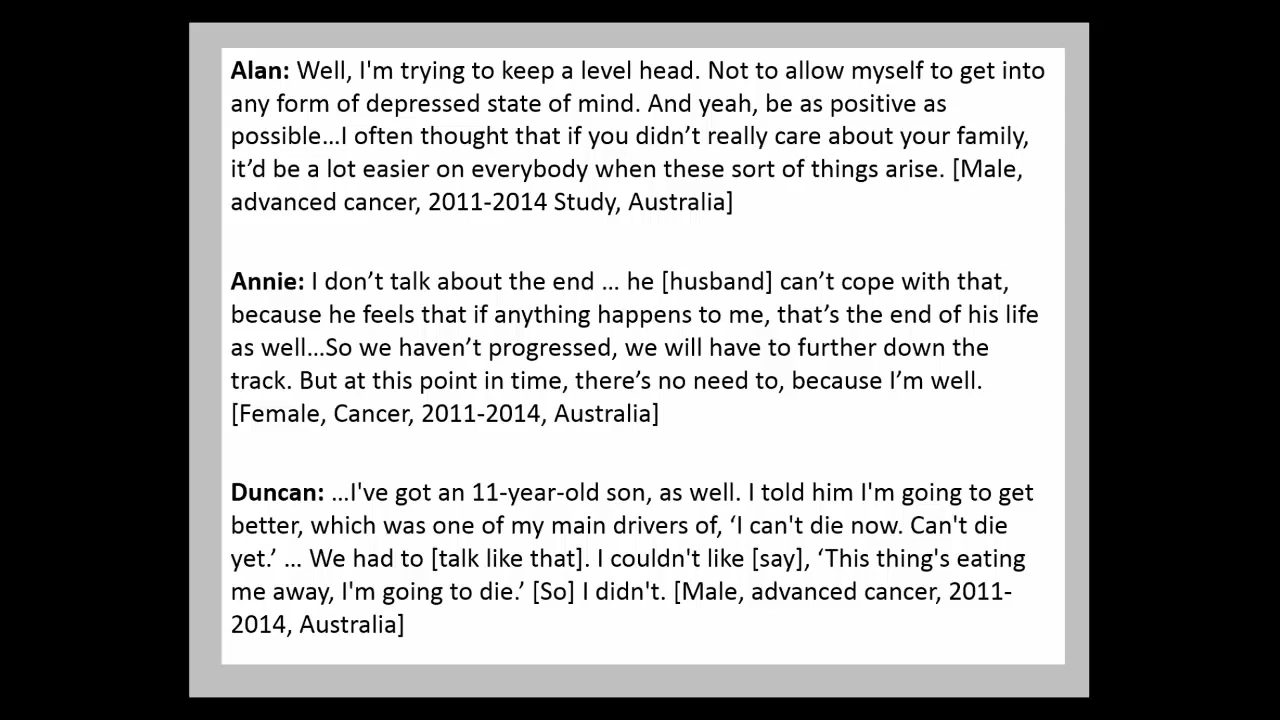 Alan: Well, I'm trying to keep a level head. Not to allow myself to get into
any form of depressed state of mind. And yeah, be as positive as
possible…I often thought that if you didn’t really care about your family,
it’d be a lot easier on everybody when these sort of things arise. [Male,
advanced cancer, 2011-2014 Study, Australia]
Annie: I don’t talk about the end … he [husband] can’t cope with that,
because he feels that if anything happens to me, that’s the end of his life
as well…So we haven’t progressed, we will have to further down the
track. But at this point in time, there’s no need to, because I’m well.
[Female, Cancer, 2011-2014, Australia]
Duncan: …I've got an 11-year-old son, as well. I told him I'm going to get
better, which was one of my main drivers of, ‘I can't die now. Can't die
yet.’ … We had to [talk like that]. I couldn't like [say], ‘This thing's eating
me away, I'm going to die.’ [So] I didn't. [Male, advanced cancer, 2011-
2014, Australia]